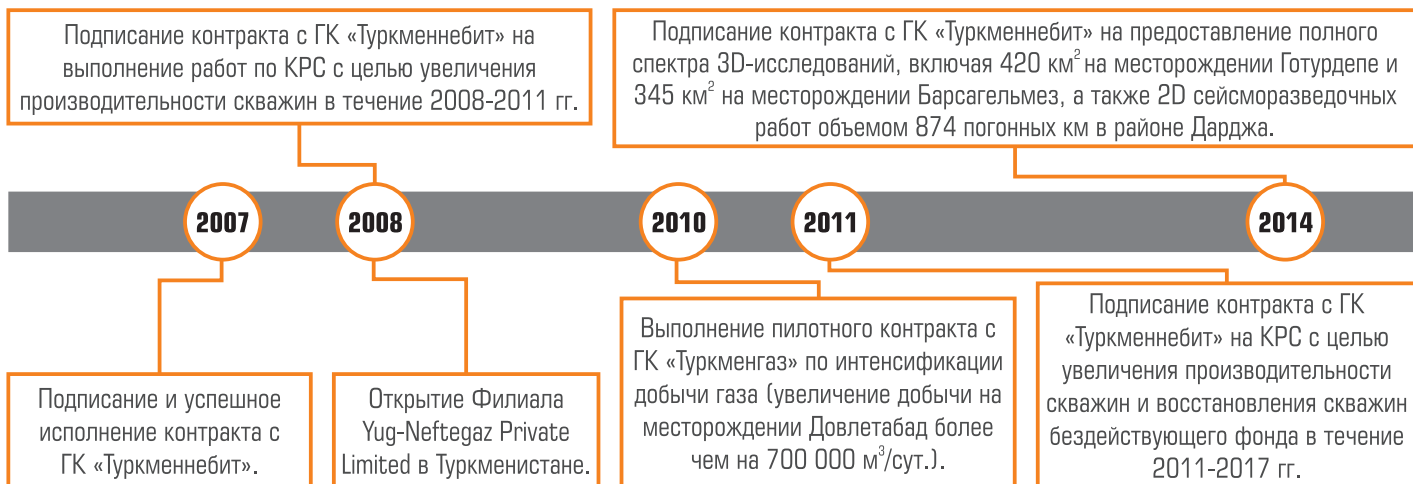 Подписание контракта с ГК «Туркменнебит» на
выполнение работ по КРС с целью увеличения
производительности скважин в течение 2008-2011 гг.
Подписание контракта с ГК «Туркменнебит» на предоставление полного
спектра 3D-исследований, включая 420 км² на месторождении Готурдепе и
345 км² на месторождении Барсагельмез, а также 2D сейсморазведочных
работ объемом 874 погонных км в районе Дарджа.
2007
2008
2010
2011
2014
Подписание и успешное
исполнение контракта с
ГК «Туркменнебит».
Открытие Филиала
Yug-Neftegaz Private
Limited в Туркменистане.
Выполнение пилотного контракта с
ГК «Туркменгаз» по интенсификации
добычи газа (увеличение добычи на
месторождении Довлетабад более
чем на 700 000 м³/сут.).
Подписание контракта с ГК
«Туркменнебит» на КРС с целью
увеличения производительности
скважин и восстановления скважин
бездействующего фонда в течение
2011-2017 гг.